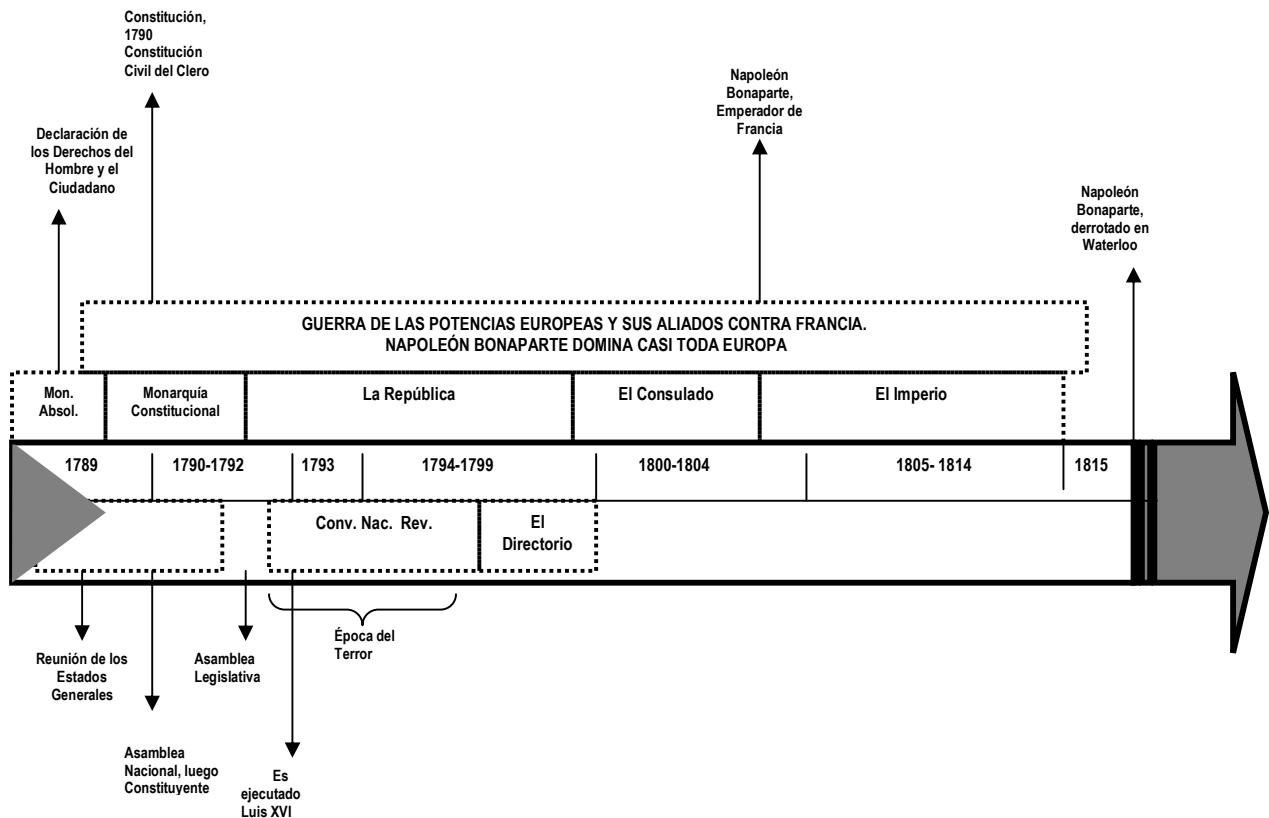 Constitución,
1790
Constitución
Civil del Clero
Napoleón
Bonaparte,
Emperador de
Francia
Declaración de
los Derechos del
Hombre y el
Ciudadano
Napoleón
Bonaparte,
derrotado en
Waterloo
GUERRA DE LAS POTENCIAS EUROPEAS Y SUS ALIADOS CONTRA FRANCIA.
NAPOLEÓN BONAPARTE DOMINA CASI TODA EUROPA
Mon.
Absol.
Monarquía
Constitucional
La República
El Consulado
El Imperio
1789
1790-1792
1793
1794-1799
1800-1804
1805- 1814
1815
Conv. Nac. Rev.
El
Directorio
Reunión de los
Estados
Generales
Asamblea
Legislativa
Época del
Terror
Asamblea
Nacional, luego
Constituyente
Es
ejecutado
Luis XVI